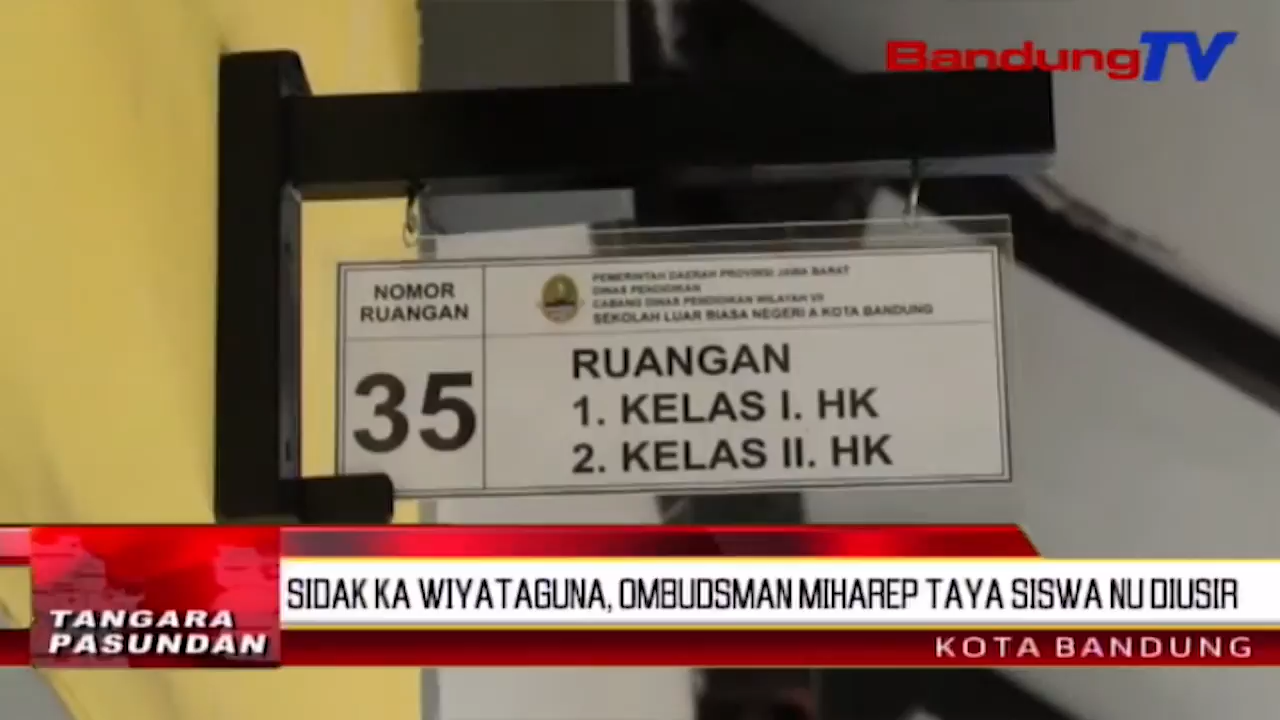 BandungTV
NOMOR
RUANGAN
35
PEMERINTAH DAERAH PROVINSI JAWA BARAT
DINAS PENDIDIKAN
CABANG DINAS PENDIDIKAN WILAYAH VII
SEKOLAH LUAR BIASA NEGERI A KOTA BANDUNG
RUANGAN
1. KELAS I. HK
2. KELAS II. HK
TANGARA
PASUNDAN
SIDAK KA WIYATAGUNA, OMBUDSMAN MIHAREP TAYA SISWA NU DIUSIR
KOTA BANDUNG